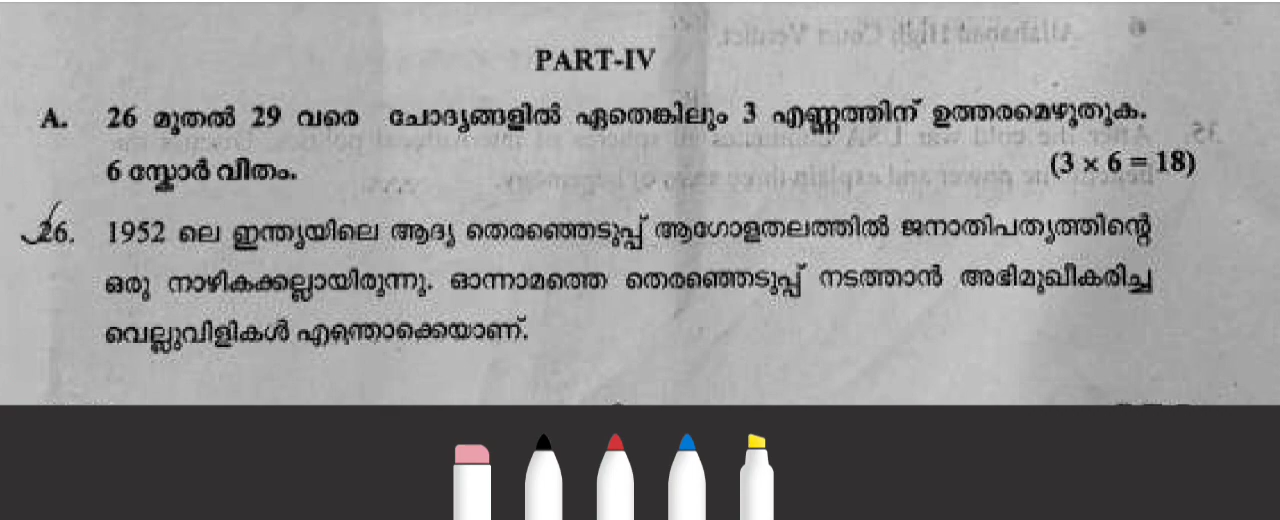 PART-IV
A. 26 മുതൽ 29 വരെ ചോദ്യങ്ങളിൽ ഏതെങ്കിലും 3 എണ്ണത്തിന് ഉത്തരമെഴുതുക.
6 സ്കോർ വീതം. (3 × 6 = 18)
26. 1952 ലെ ഇന്ത്യയിലെ ആദ്യ തെരഞ്ഞെടുപ്പ് ആഗോളതലത്തിൽ ജനാതിപത്യത്തിന്റെ
ഒരു നാഴികക്കല്ലായിരുന്നു. ഓന്നാമത്തെ തെരഞ്ഞെടുപ്പ് നടത്താൻ അഭിമുഖീകരിച്ച
വെല്ലുവിളികൾ എന്തൊക്കെയാണ്.